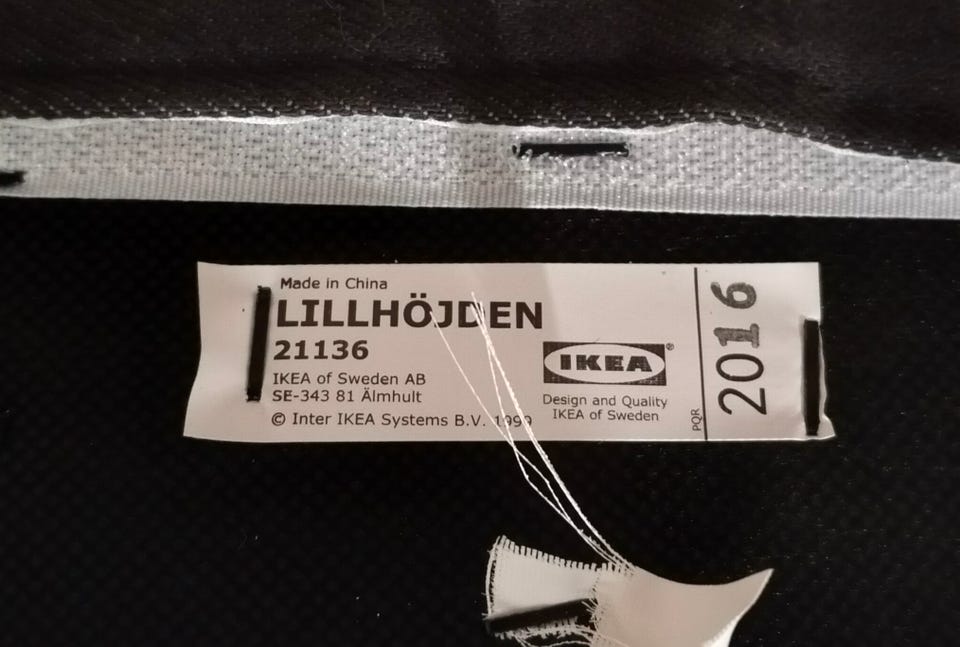 Made in China
LILLHÖJDEN
21136
IKEA of Sweden AB
SE-343 81 Älmhult
© Inter IKEA Systems B.V. 1999
IKEA®
Design and Quality
IKEA of Sweden
PQR
2016